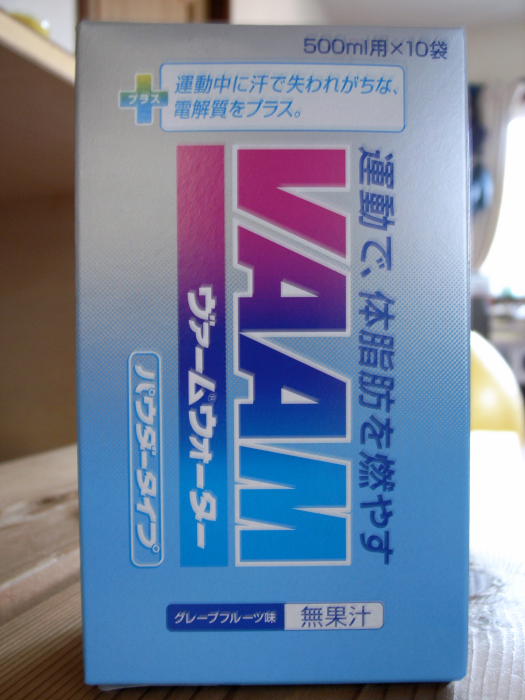 500ml用×10袋
プラス
運動中に汗で失われがちな、
電解質をプラス。
運動で、体脂肪を燃やす
VAAM
ヴァームウォーター
パウダータイプ
グレープフルーツ味
無果汁